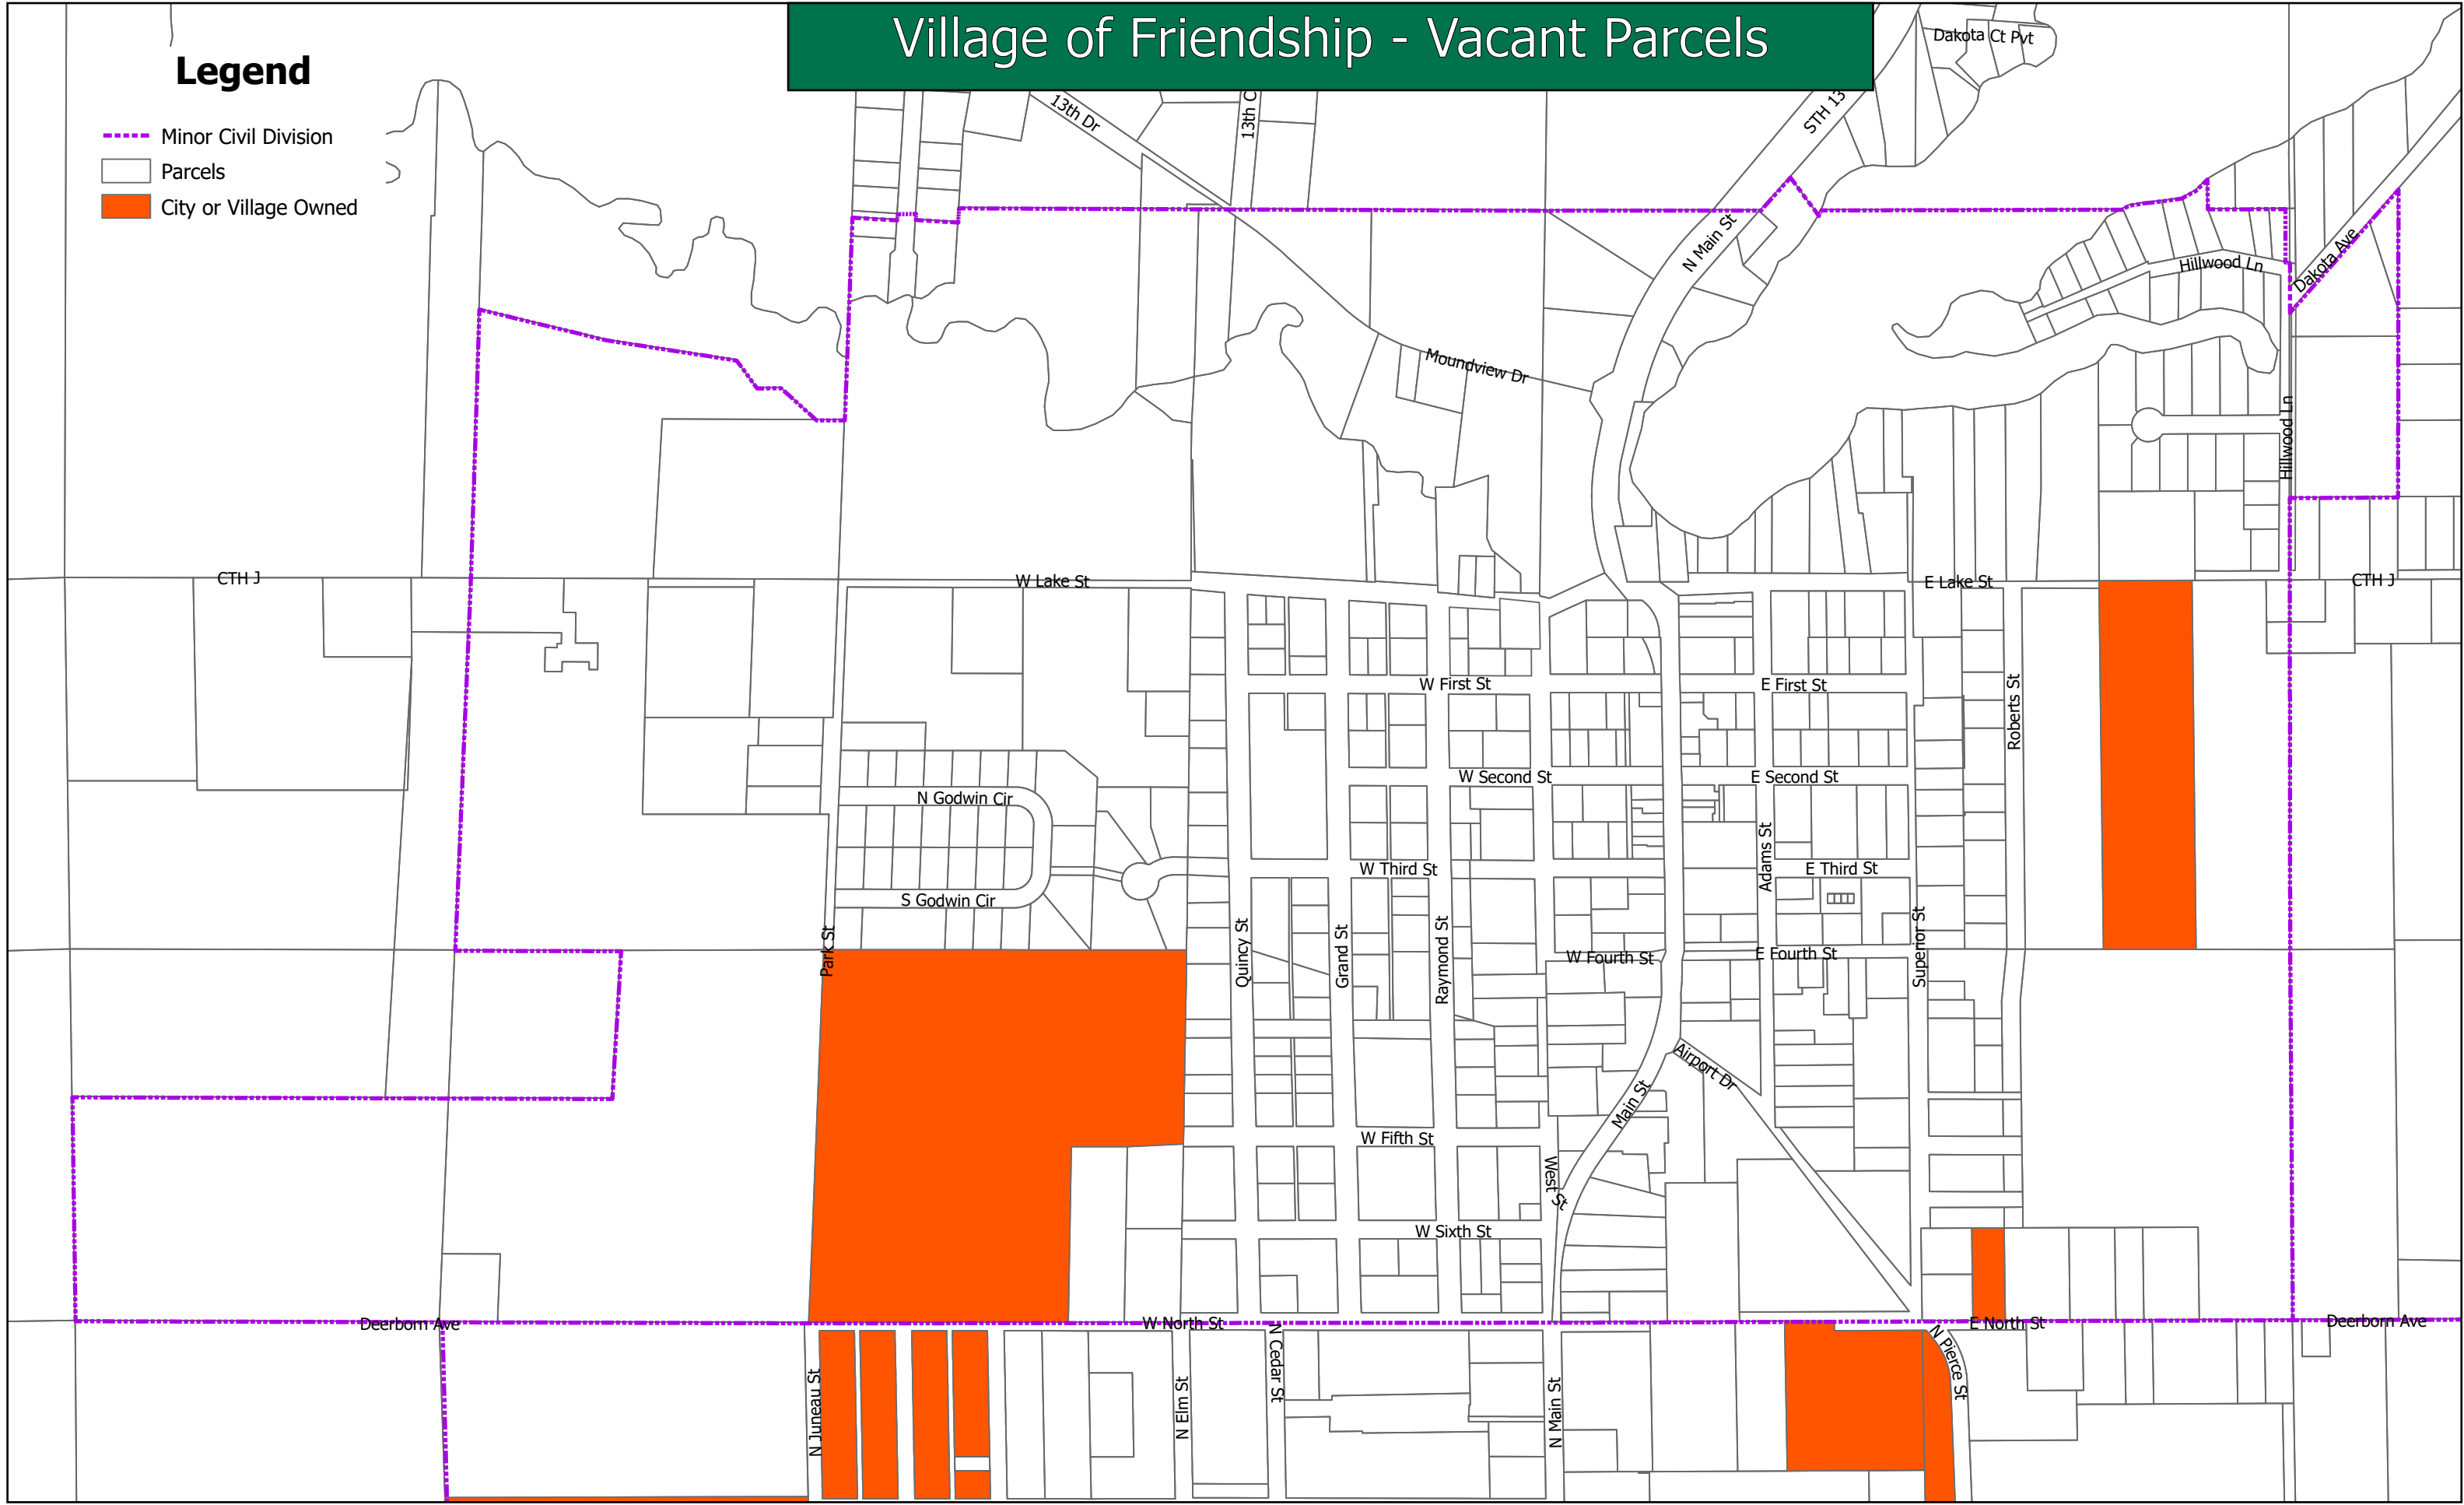 Village of Friendship - Vacant Parcels
Legend
Minor Civil Division
Parcels
City or Village Owned
Dakota Ct Pvt
13th Dr
13th C
STH 13
N Main St
Hillwood Ln
Dakota Ave
Moundview Dr
Hillwood Ln
CTH J
W Lake St
E Lake St
CTH J
W First St
E First St
Roberts St
W Second St
E Second St
N Godwin Cir
Adams St
W Third St
E Third St
S Godwin Cir
Park St
Quincy St
Grand St
Raymond St
W Fourth St
E Fourth St
Superior St
Airport Dr
Main St
W Fifth St
West St
W Sixth St
Deerborn Ave
W North St
E North St
Deerborn Ave
N Juneau St
N Elm St
N Cedar St
N Main St
N Pierce St